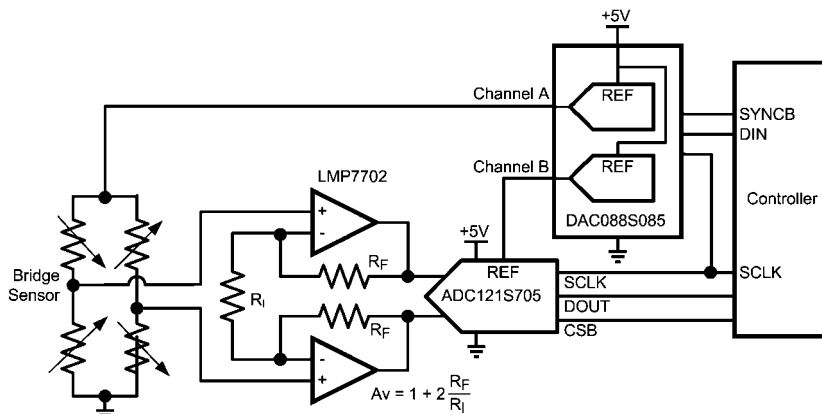 +5V
Channel A
REF
SYNCB
DIN
Channel B
REF
LMP7702
DAC088S085
Controller
+5V
+
-
REF
RF
Bridge
Sensor
RI
ADC121S705
SCLK
SCLK
DOUT
RF
CSB
-
+
Av = 1 + 2 RF/RI